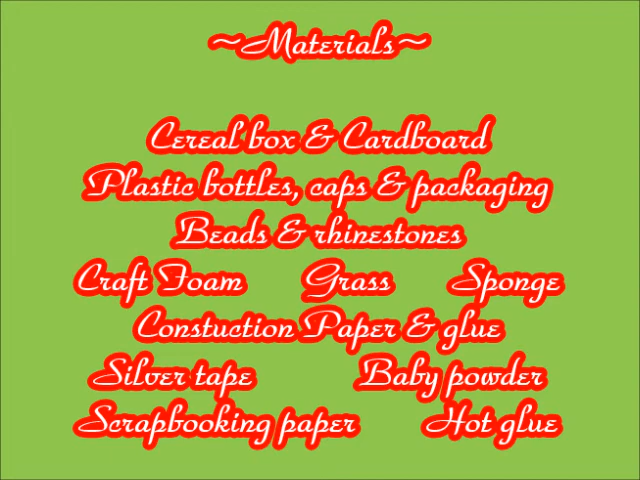 ~Materials~
Cereal box & Cardboard
Plastic bottles, caps & packaging
Beads & rhinestones
Craft Foam Grass Sponge
Constuction Paper & glue
Silver tape Baby powder
Scrapbooking paper Hot glue